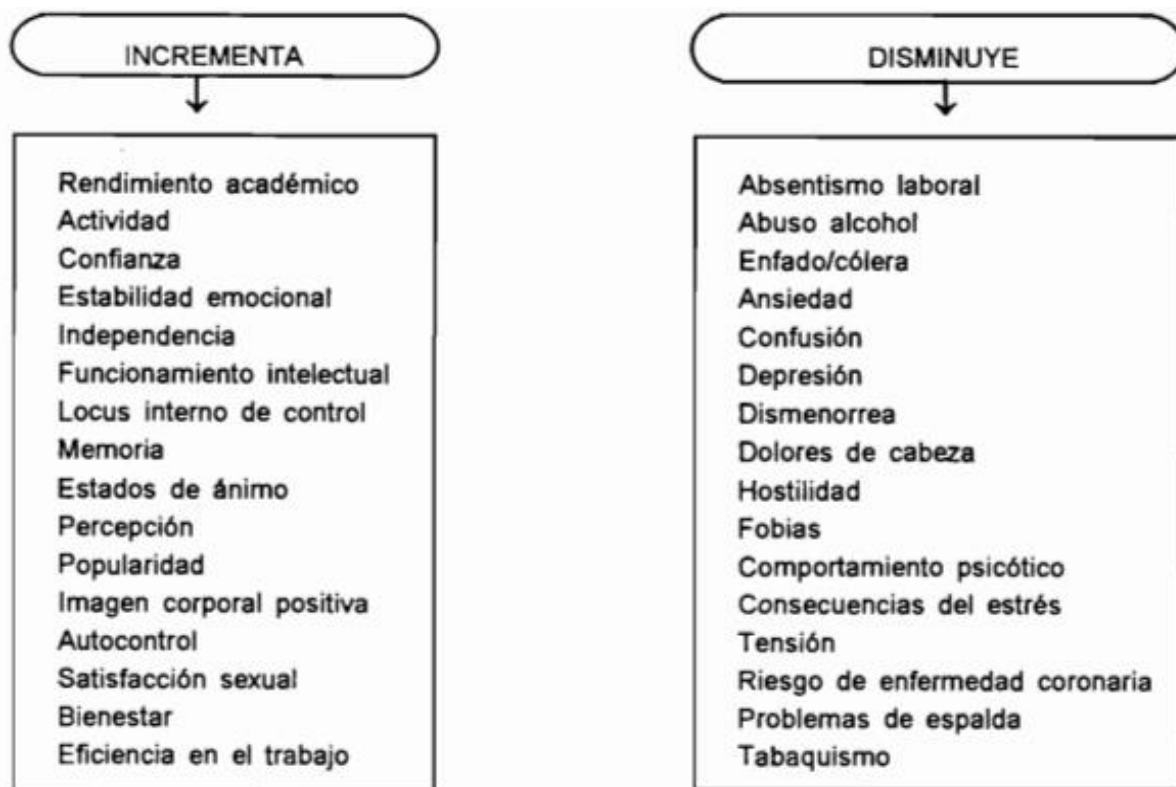 INCREMENTA
Rendimiento académico
Actividad
Confianza
Estabilidad emocional
Independencia
Funcionamiento intelectual
Locus interno de control
Memoria
Estados de ánimo
Percepción
Popularidad
Imagen corporal positiva
Autocontrol
Satisfacción sexual
Bienestar
Eficiencia en el trabajo
DISMINUYE
Absentismo laboral
Abuso alcohol
Enfado/cólera
Ansiedad
Confusión
Depresión
Dismenorrea
Dolores de cabeza
Hostilidad
Fobias
Comportamiento psicótico
Consecuencias del estrés
Tensión
Riesgo de enfermedad coronaria
Problemas de espalda
Tabaquismo